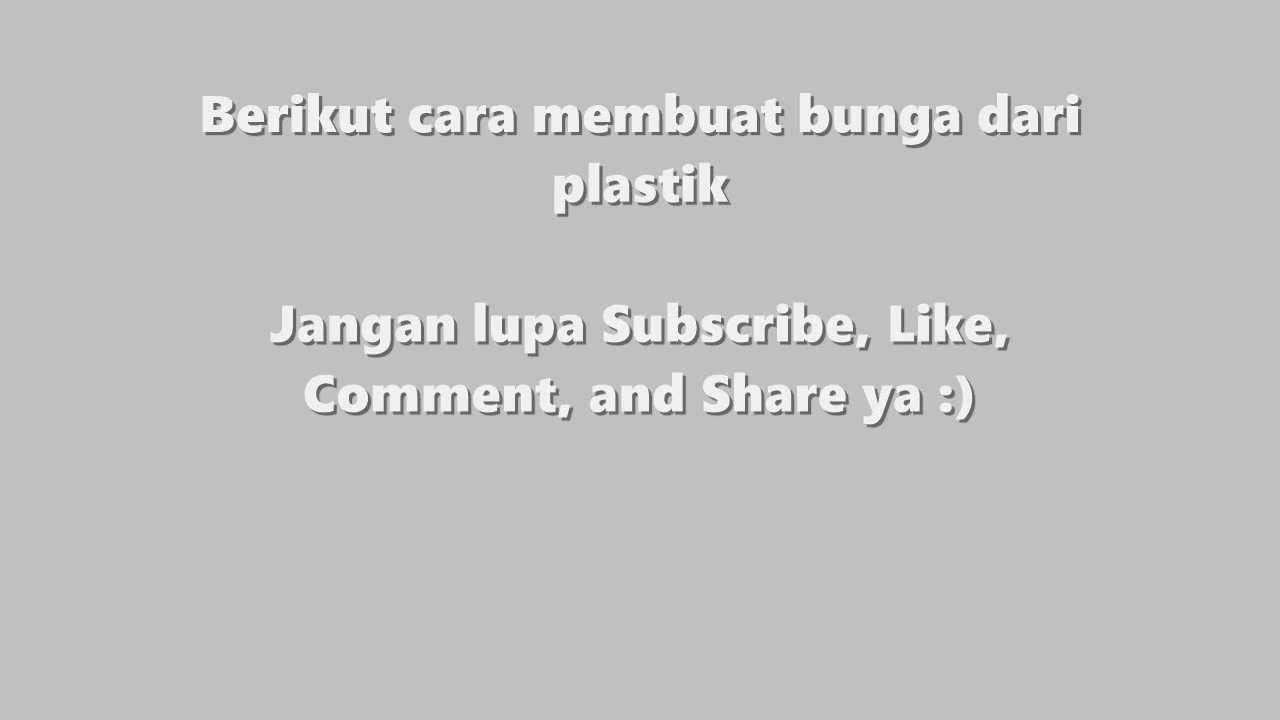 Berikut cara membuat bunga dari
plastik
Jangan lupa Subscribe, Like,
Comment, and Share ya :)